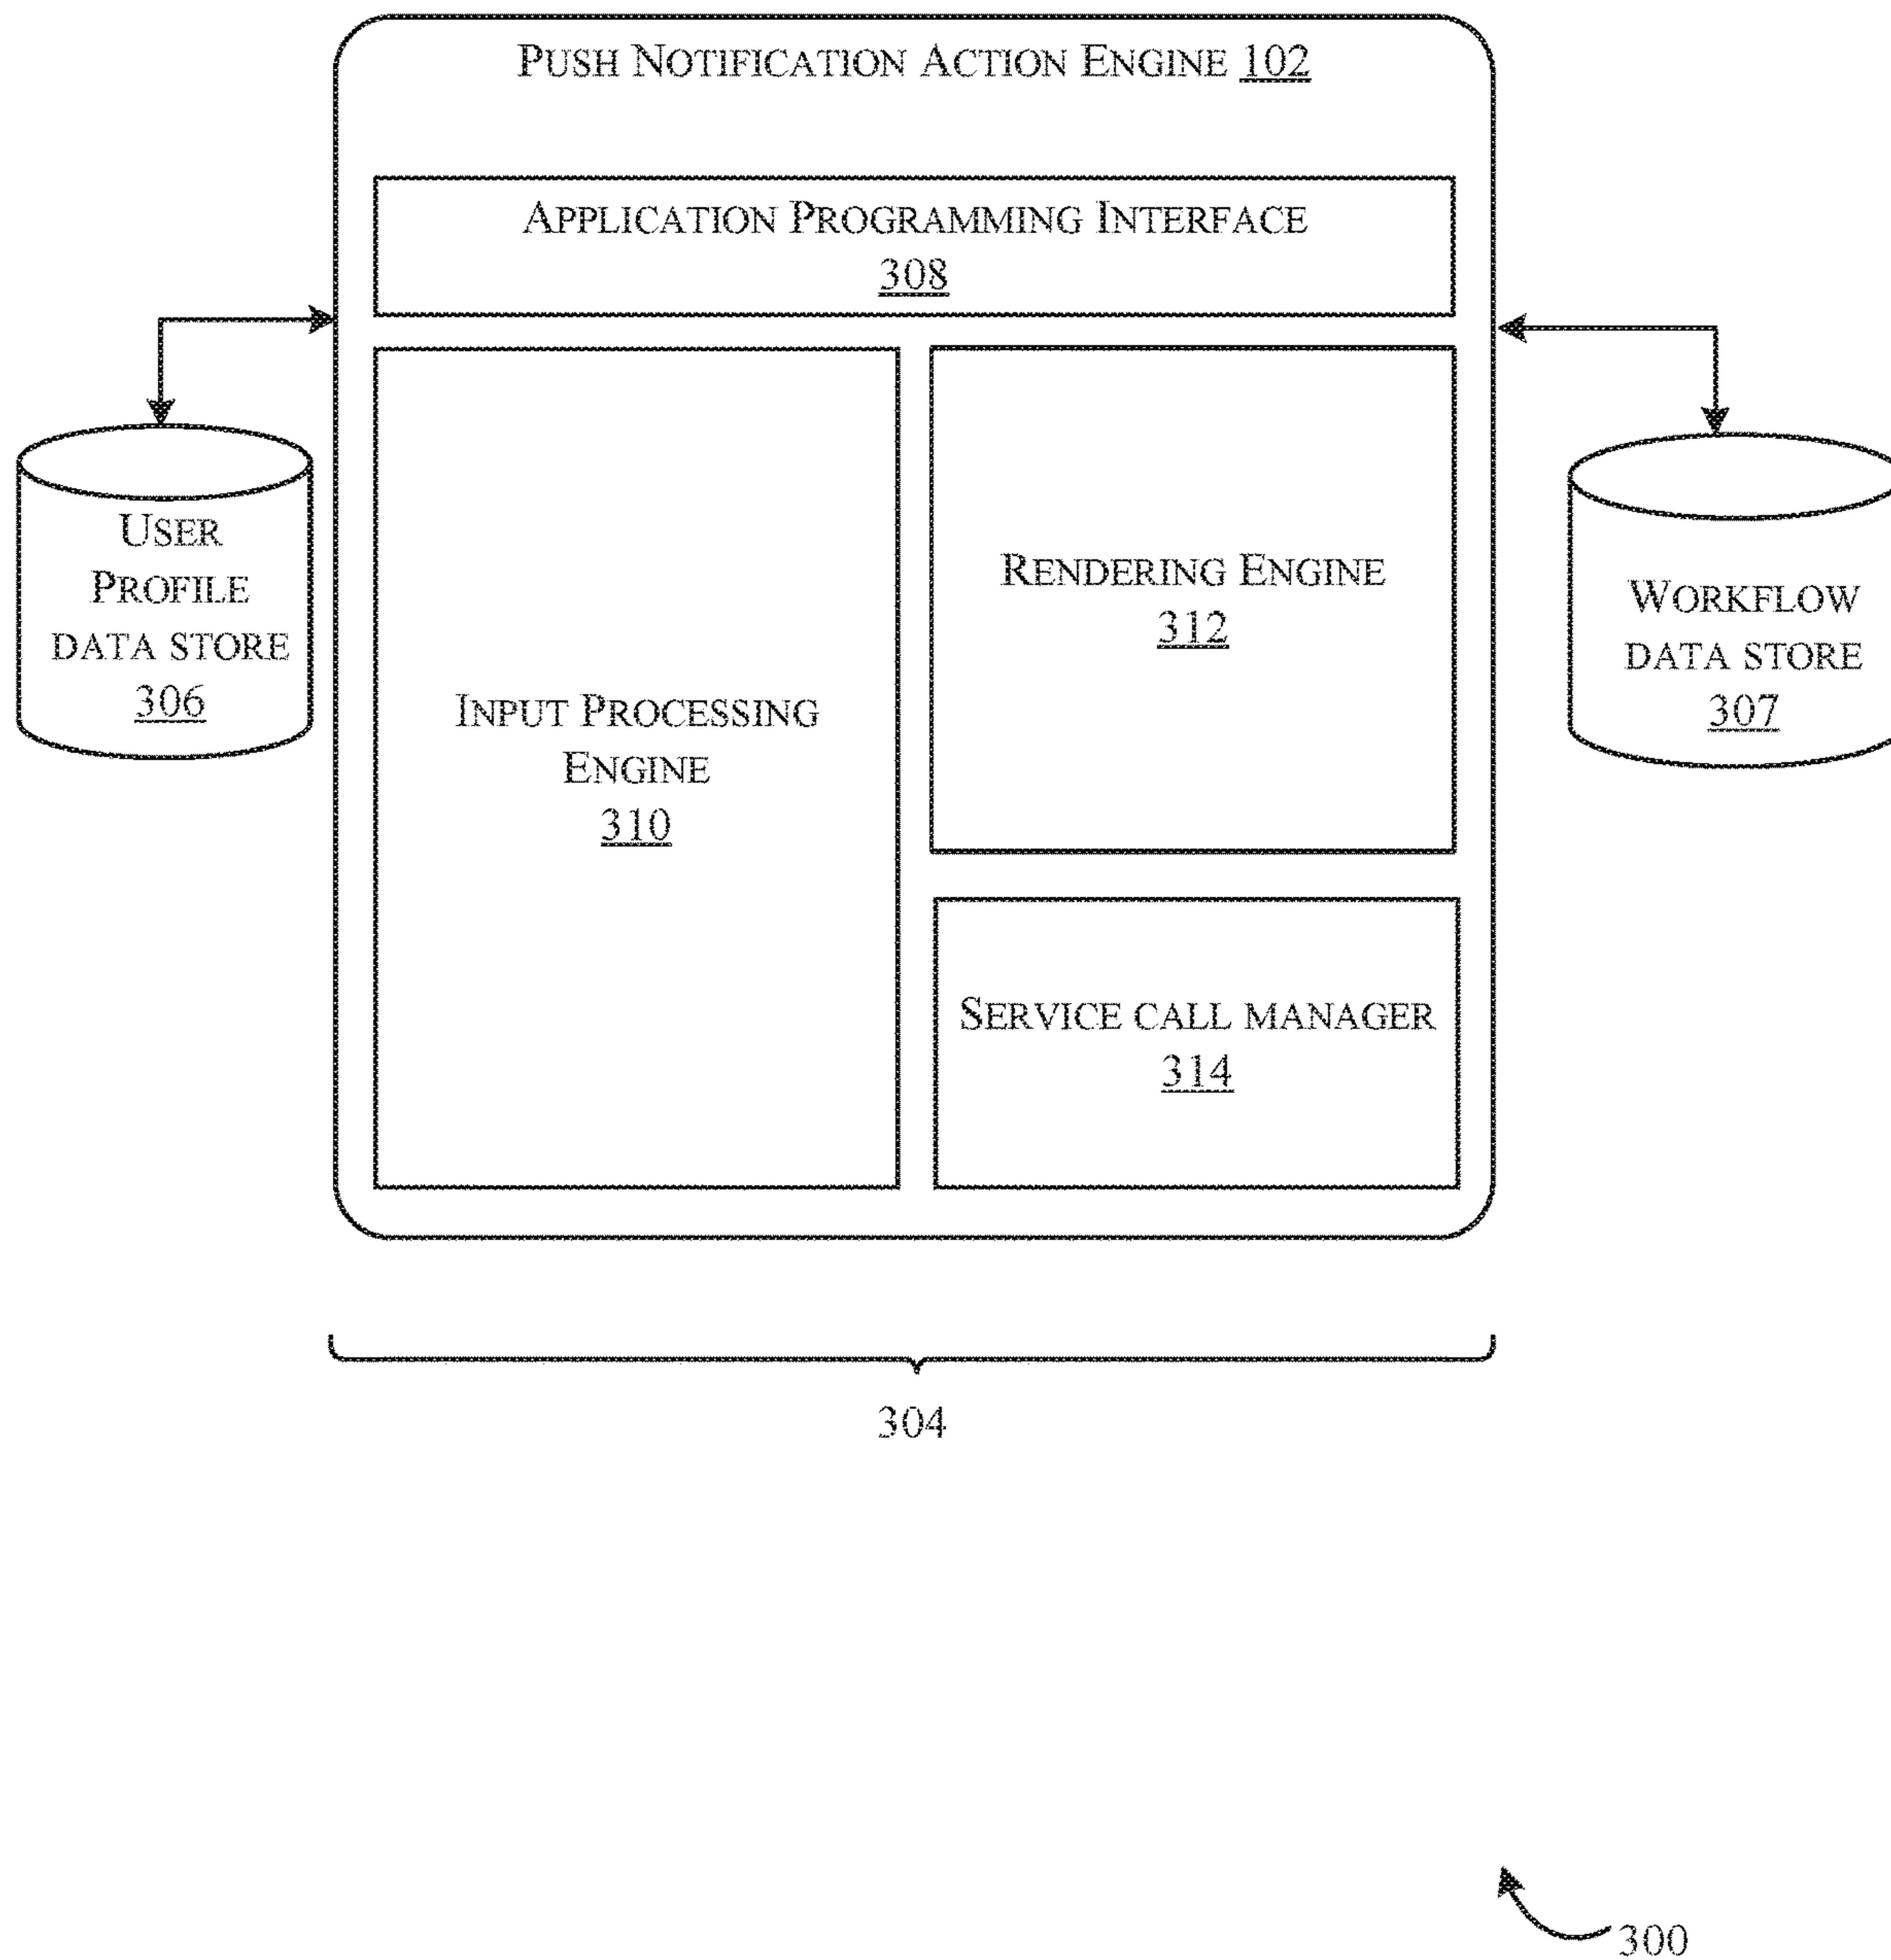 PUSH NOTIFICATION ACTION ENGINE 102
APPLICATION PROGRAMMING INTERFACE
308
USER
PROFILE
DATA STORE
306
INPUT PROCESSING
ENGINE
310
RENDERING ENGINE
312
SERVICE CALL MANAGER
314
WORKFLOW
DATA STORE
307
304
300